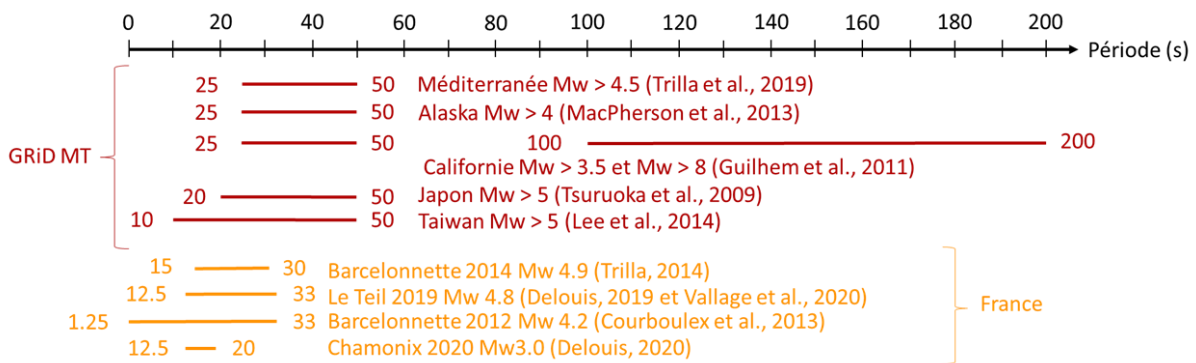 0 20 40 60 80 100 120 140 160 180 200
Période (s)
25 50 Méditerranée Mw > 4.5 (Trilla et al., 2019)
25 50 Alaska Mw > 4 (MacPherson et al., 2013)
25 50 100 200
GRiD MT
Californie Mw > 3.5 et Mw > 8 (Guilhem et al., 2011)
20 50 Japon Mw > 5 (Tsuruoka et al., 2009)
10 50 Taiwan Mw > 5 (Lee et al., 2014)
15 30 Barcelonnette 2014 Mw 4.9 (Trilla, 2014)
12.5 33 Le Teil 2019 Mw 4.8 (Delouis, 2019 et Vallage et al., 2020)
France
1.25 33 Barcelonnette 2012 Mw 4.2 (Courboulex et al., 2013)
12.5 20 Chamonix 2020 Mw3.0 (Delouis, 2020)